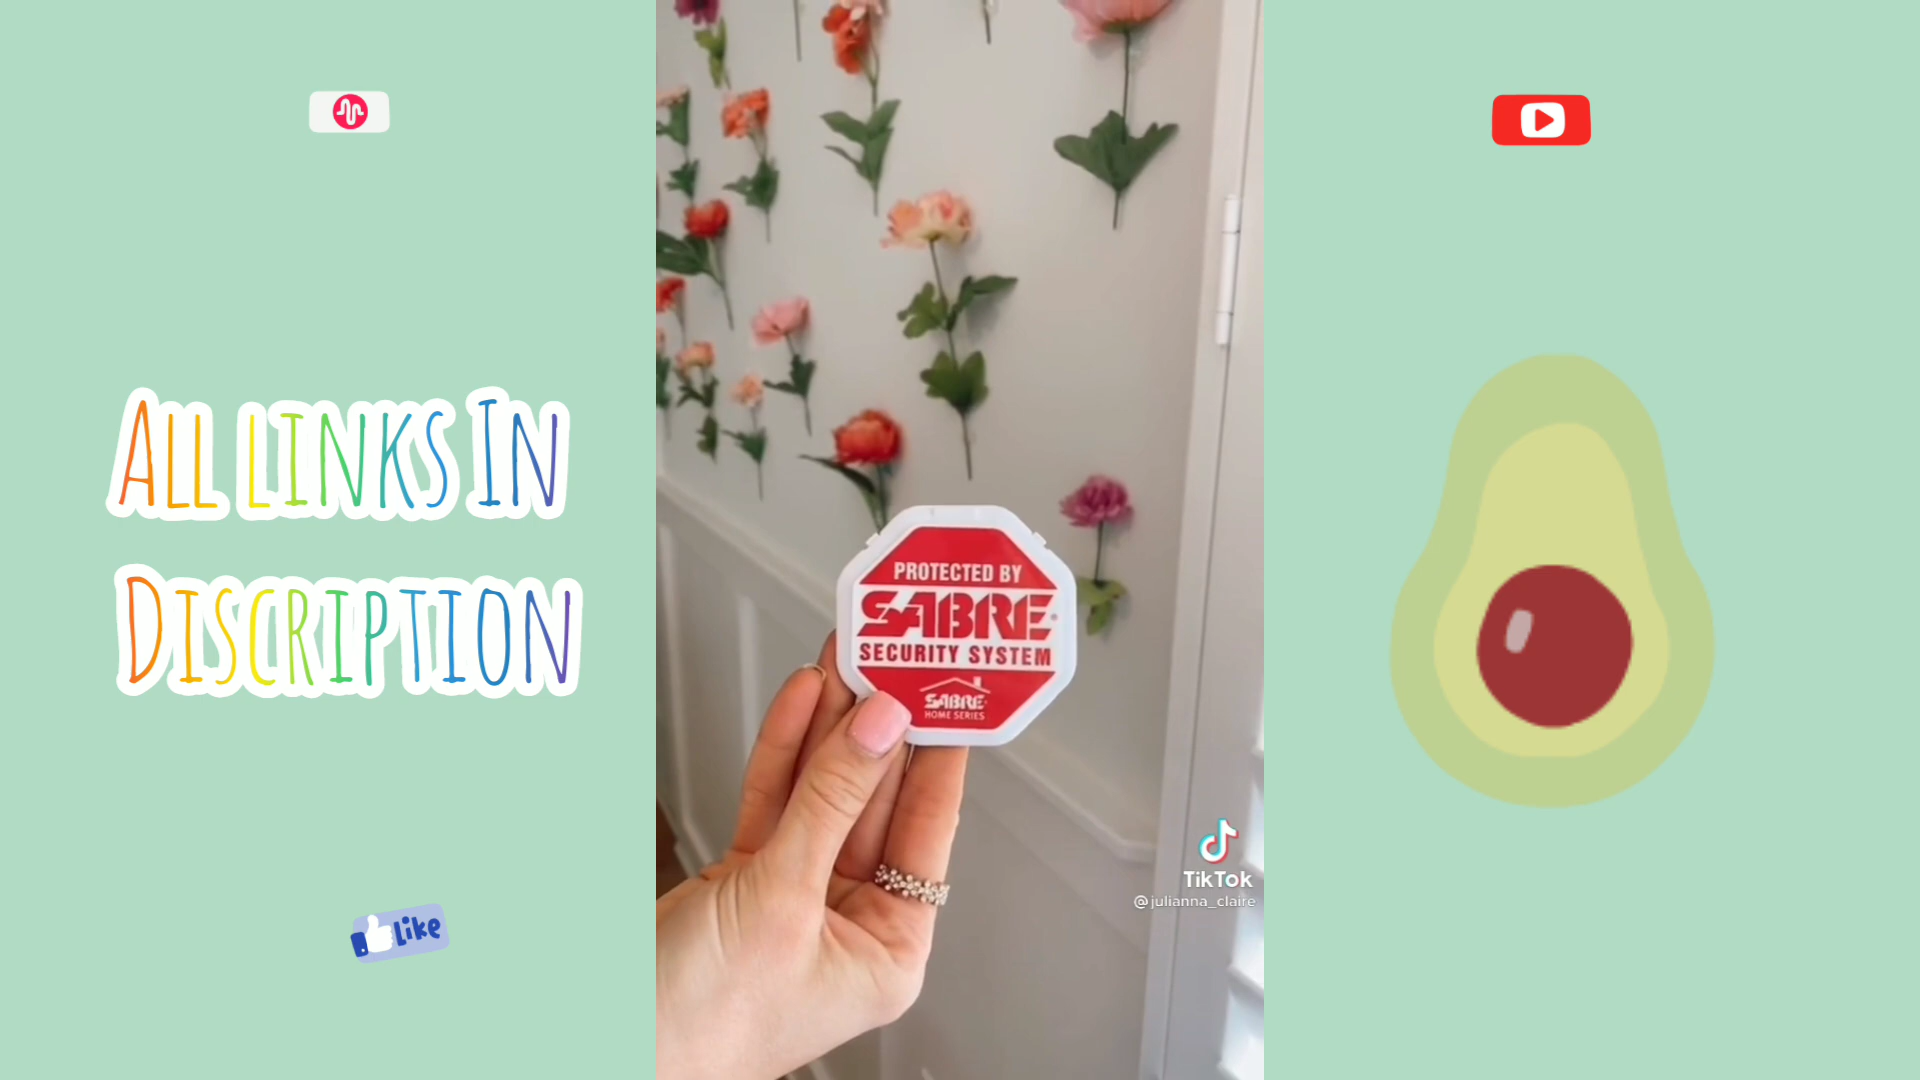 All links In
Discription
Like
PROTECTED BY
SABRE
SECURITY SYSTEM
SABRE
HOME SERIES
TikTok
@julianna_claire